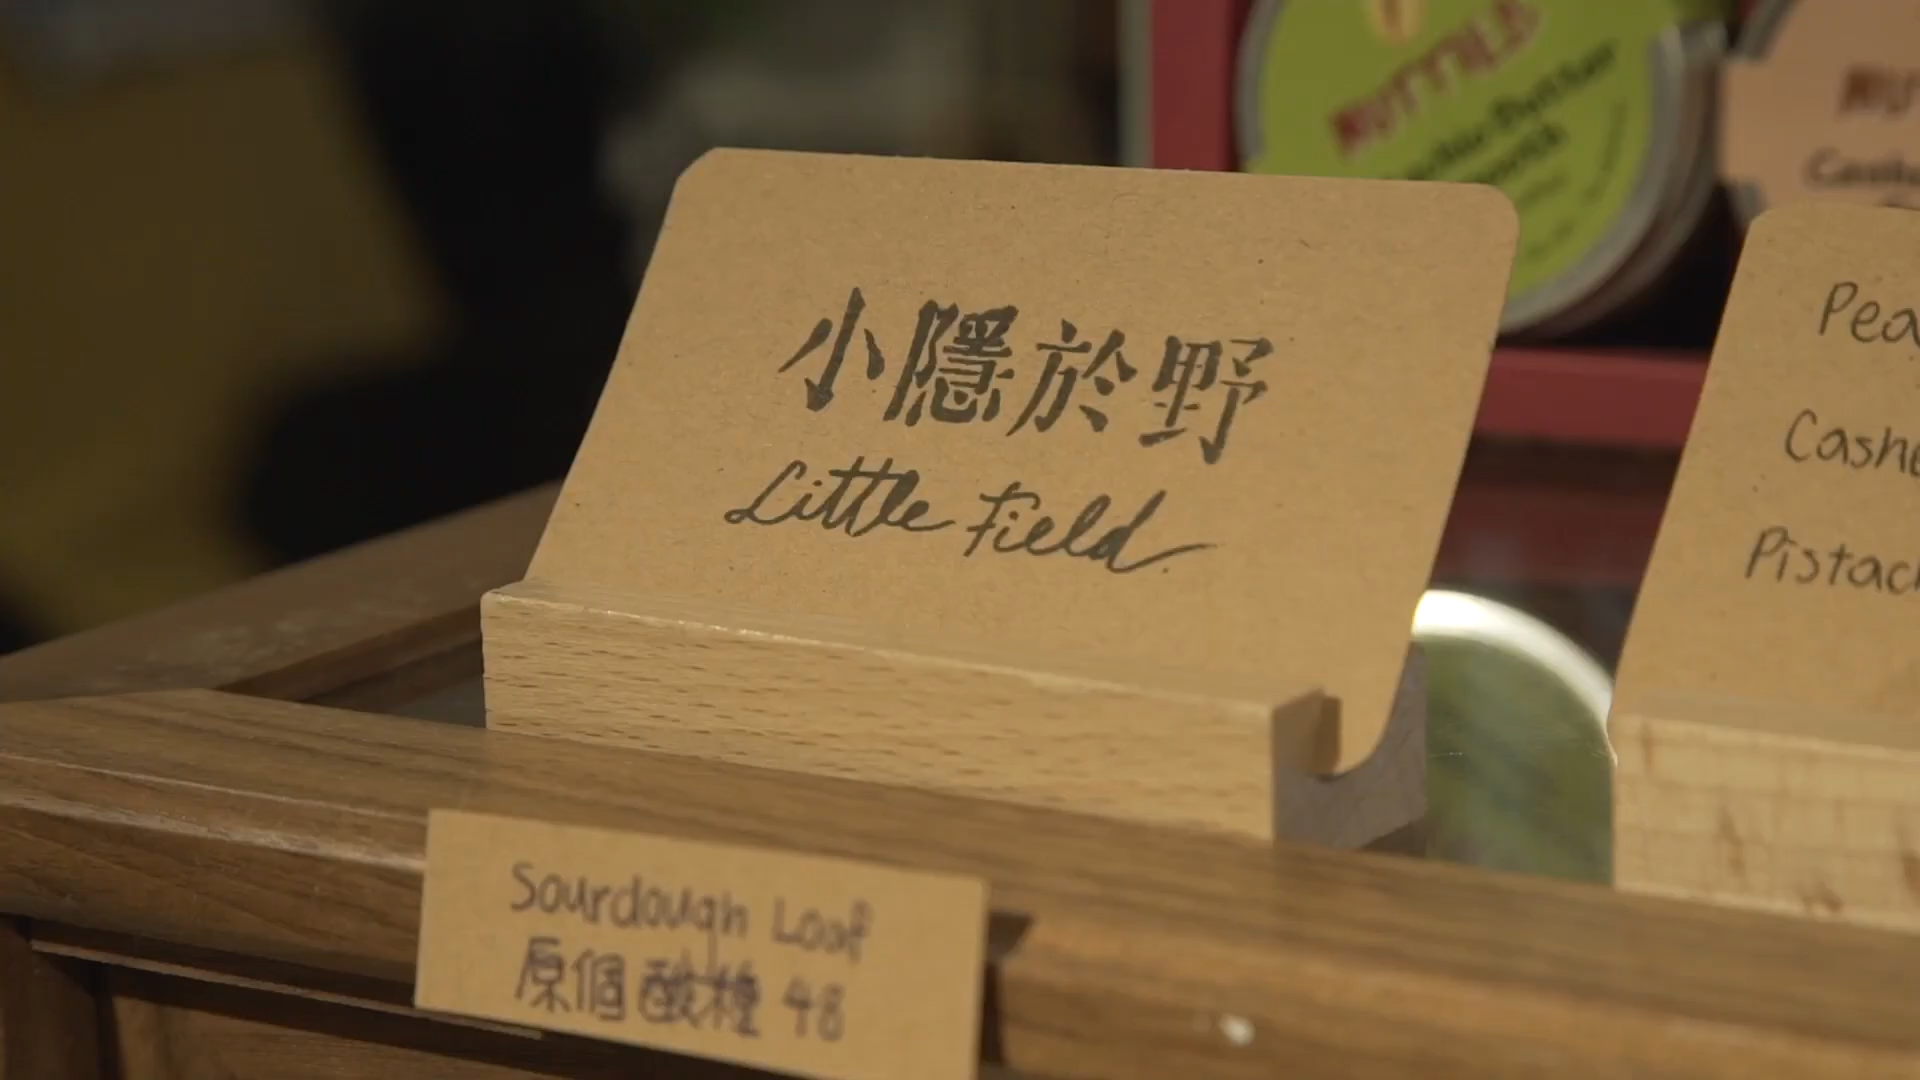 小隱於野
Little Field.
Sourdough Loaf
原個酸種 48
Pea
Cashe
Pistach